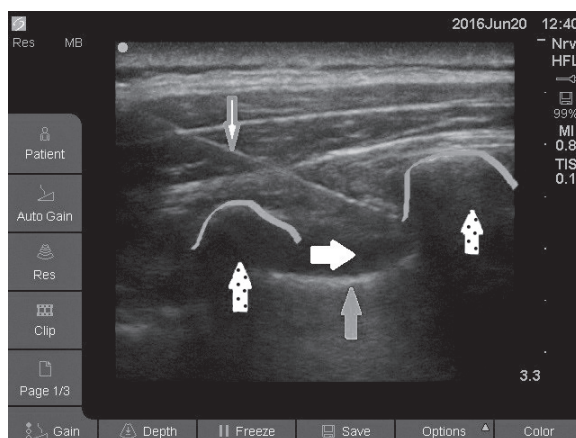 2016Jun20 12:40
Res MB
Nrv
HFL
99%
MI
0.8
TIS
0.1
Patient
Auto Gain
Res
Clip
Page 1/3
3.3
Gain Depth Freeze Save Options Color